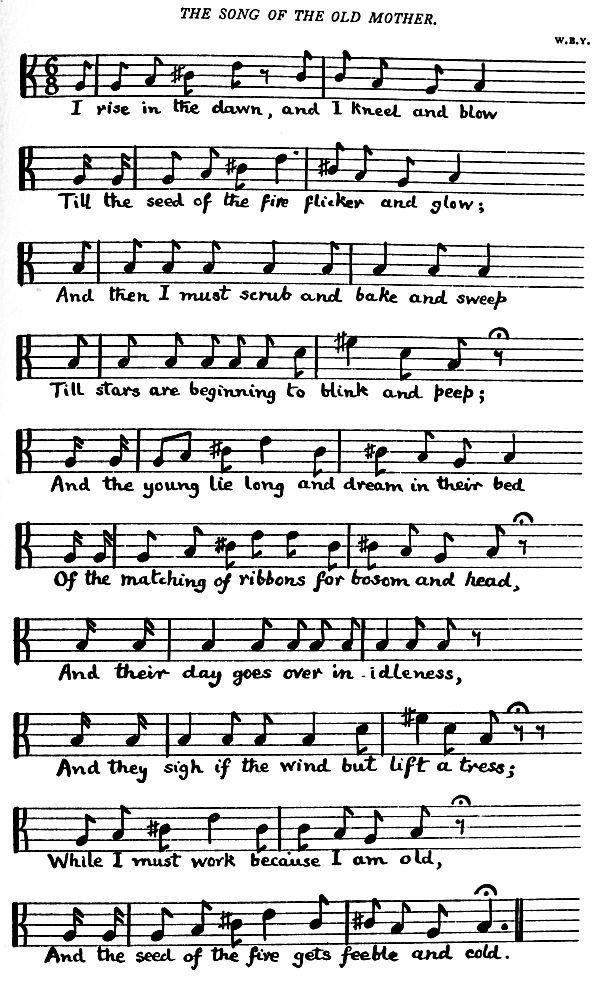 THE SONG OF THE OLD MOTHER.
W.B.Y.
6
8
I rise in the dawn, and I kneel and blow
Till the seed of the fire flicker and glow;
And then I must scrub and bake and sweep
Till stars are beginning to blink and peep;
And the young lie long and dream in their bed
Of the matching of ribbons for bosom and head,
And their day goes over in idleness,
And they sigh if the wind but lift a tress;
While I must work because I am old,
And the seed of the fire gets feeble and cold.